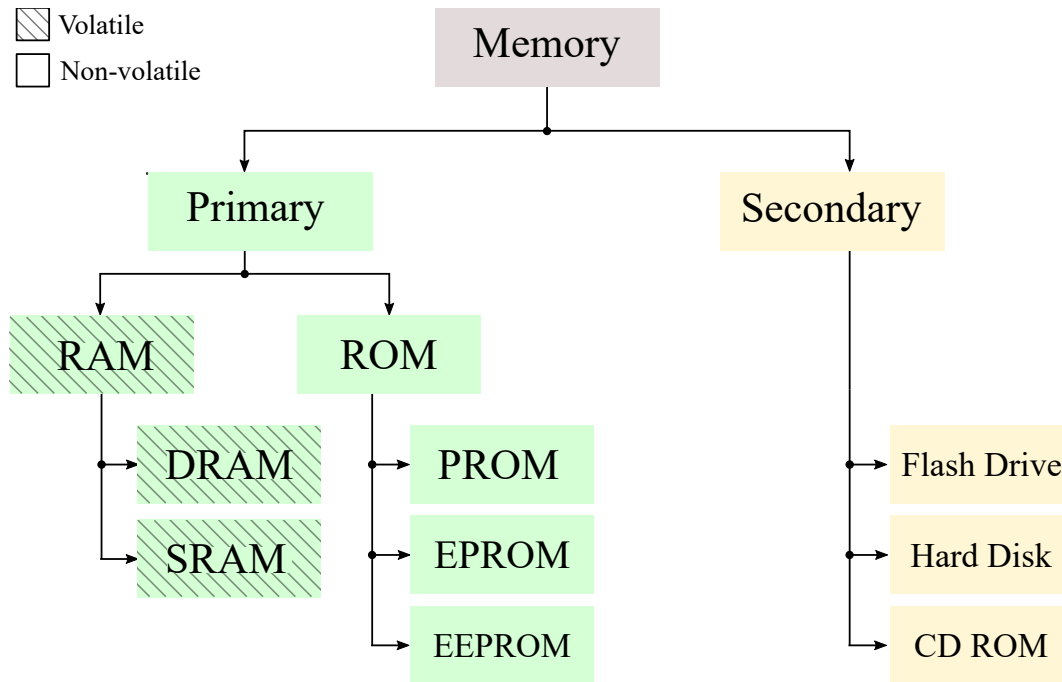 Volatile
Non-volatile
Memory
Primary
Secondary
RAM
ROM
DRAM
SRAM
PROM
EPROM
EEPROM
Flash Drive
Hard Disk
CD ROM